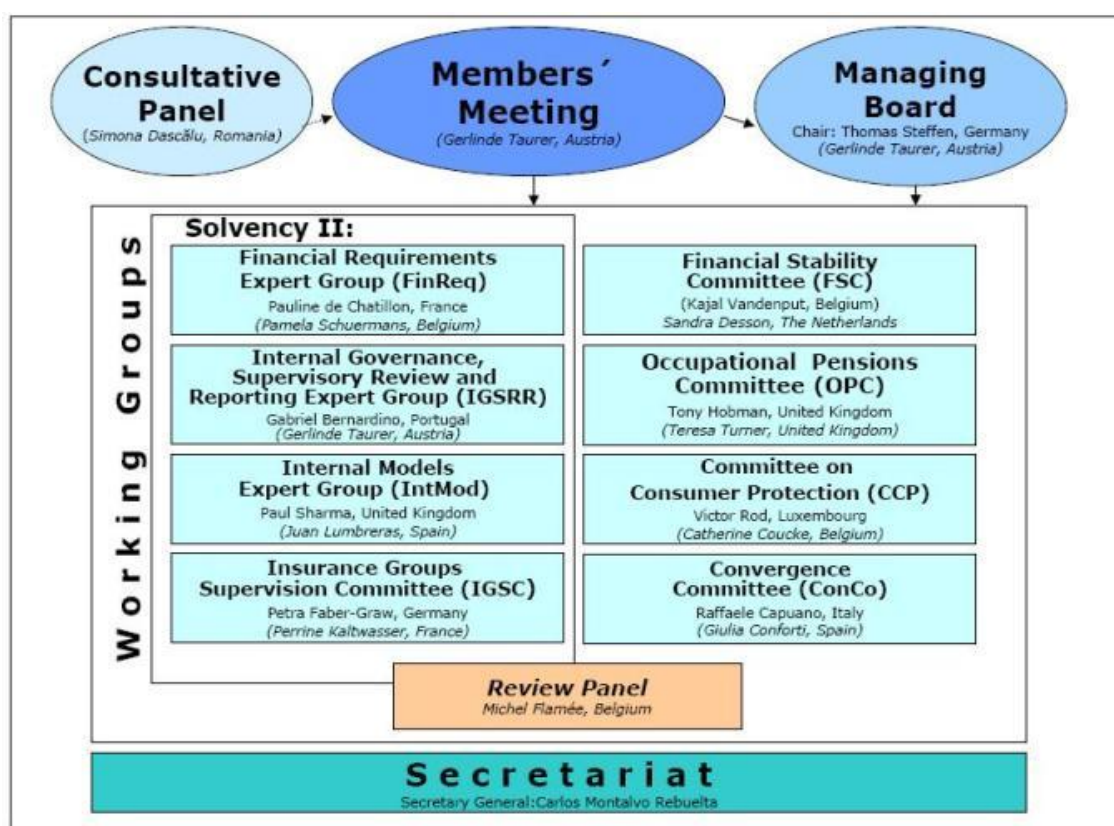 Consultative
Panel
(Simona Dascălu, Romania)
Members´
Meeting
(Gerlinde Taurer, Austria)
Managing
Board
Chair: Thomas Steffen, Germany
(Gerlinde Taurer, Austria)
Working Groups
Solvency II:
Financial Requirements
Expert Group (FinReq)
Pauline de Chatillon, France
(Pamela Schuermans, Belgium)
Internal Governance,
Supervisory Review and
Reporting Expert Group (IGSRR)
Gabriel Bernardino, Portugal
(Gerlinde Taurer, Austria)
Internal Models
Expert Group (IntMod)
Paul Sharma, United Kingdom
(Juan Lumbreras, Spain)
Insurance Groups
Supervision Committee (IGSC)
Petra Faber-Graw, Germany
(Perrine Kaltwasser, France)
Financial Stability
Committee (FSC)
(Kajal Vandenput, Belgium)
Sandra Desson, The Netherlands
Occupational Pensions
Committee (OPC)
Tony Hobman, United Kingdom
(Teresa Turner, United Kingdom)
Committee on
Consumer Protection (CCP)
Victor Rod, Luxembourg
(Catherine Coucke, Belgium)
Convergence
Committee (ConCo)
Raffaele Capuano, Italy
(Giulia Conforti, Spain)
Review Panel
Michel Flamée, Belgium
Secretariat
Secretary General:Carlos Montalvo Rebuelta